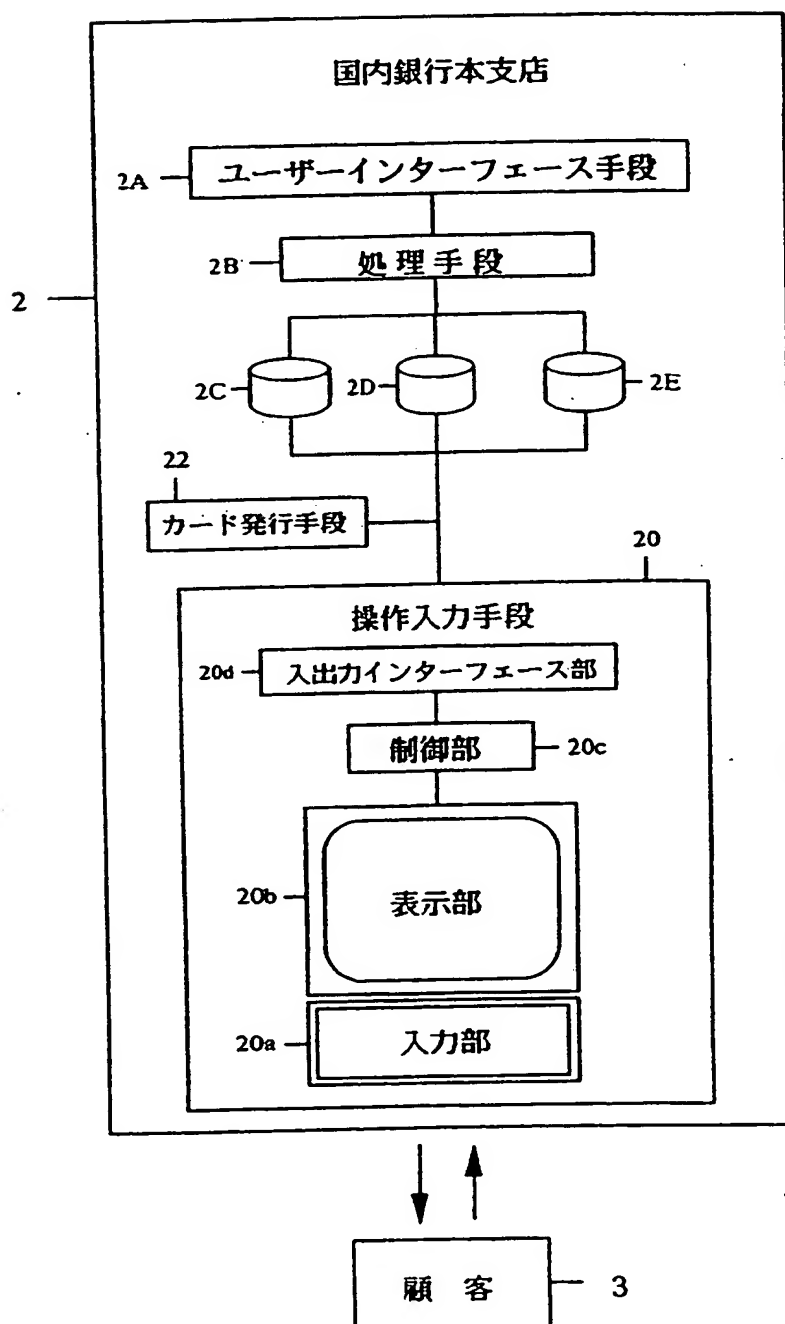 国内銀行本支店
2A
ユーザーインターフェース手段
2B
処理手段
2
2C
2D
2E
22
カード発行手段
20
操作入力手段
20d
入出力インターフェース部
制御部
20c
20b
表示部
20a
入力部
顧客
3